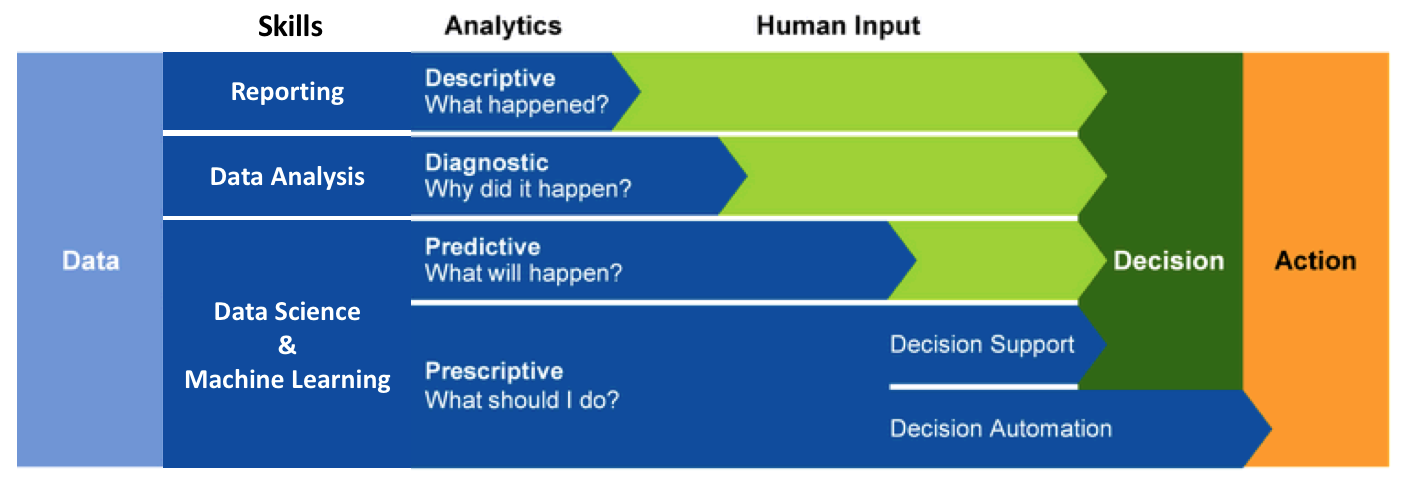 Skills
Analytics
Human Input
Data
Reporting
Descriptive
What happened?
Data Analysis
Diagnostic
Why did it happen?
Data Science
&
Machine Learning
Predictive
What will happen?
Prescriptive
What should I do?
Decision Support
Decision Automation
Decision
Action